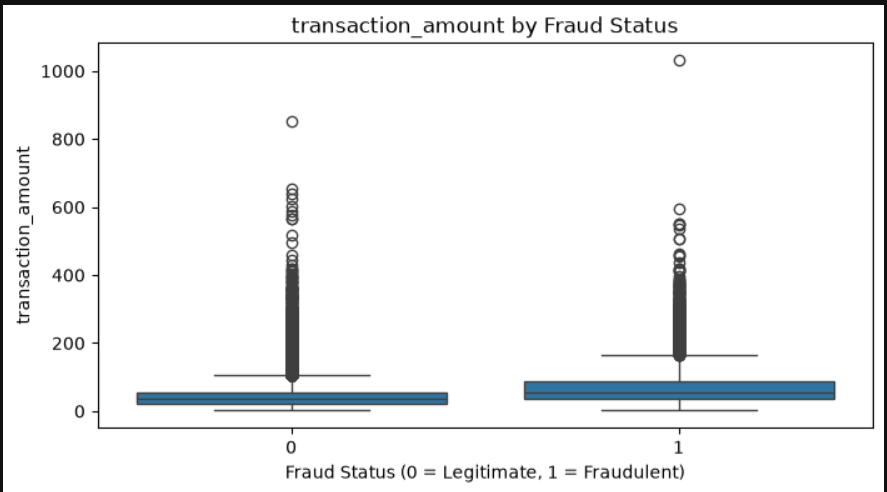 transaction_amount by Fraud Status
1000
800
600
400
200
0
transaction_amount
0 1
Fraud Status (0 = Legitimate, 1 = Fraudulent)